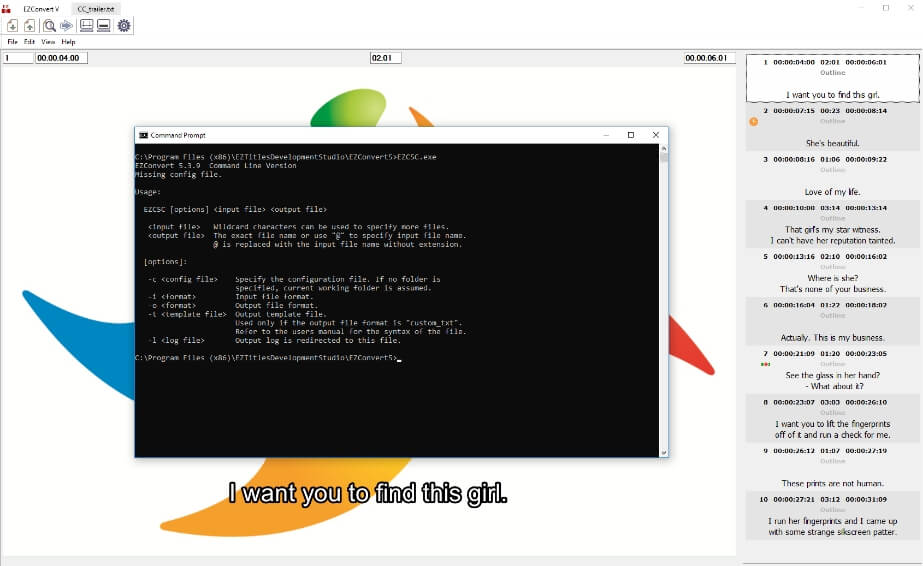 EZConvert V
CC_trailer.txt
File Edit View Help
1 00.00.04.00 02.01 00.00.06.01
Command Prompt
C:\Program Files (x86)\EZTitlesDevelopmentStudio\EZConvert5>EZC5C.exe
EZConvert 5.3.9 Command Line Version
Missing config file.
Usage:
EZC5C [options] <input file> <output file>
<input file> Wildcard characters can be used to specify more files.
<output file> The exact file name or use "@" to specify input file name.
@ is replaced with the input file name without extension.
[options]:
-c <config file> Specify the configuration file. If no folder is
specified, current working folder is assumed.
-i <format> Input file format.
-o <format> Output file format.
-t <template file> Output template file.
Used only if the output file format is "custom_txt".
Refer to the users manual for the syntax of the file.
-l <log file> Output log is redirected to this file.
C:\Program Files (x86)\EZTitlesDevelopmentStudio\EZConvert5>
I want you to find this girl.
1 00:00:04:00 02:01 00:00:06:01
Outline
I want you to find this girl.
2 00:00:07:15 00:23 00:00:08:14
Outline
She's beautiful.
3 00:00:08:16 01:06 00:00:09:22
Outline
Love of my life.
4 00:00:10:00 03:14 00:00:13:14
Outline
That girl's my star witness.
I can't have her reputation tainted.
5 00:00:13:16 02:10 00:00:16:02
Outline
Where is she?
That's none of your business.
6 00:00:16:04 01:22 00:00:18:02
Outline
Actually. This is my business.
7 00:00:21:09 01:20 00:00:23:05
Outline
See the glass in her hand?
- What about it?
8 00:00:23:07 03:03 00:00:26:10
Outline
I want you to lift the fingerprints
off of it and run a check for me.
9 00:00:26:12 01:07 00:00:27:19
Outline
These prints are not human.
10 00:00:27:21 03:12 00:00:31:09
Outline
I run her fingerprints and I came up
with some strange silkscreen patter.